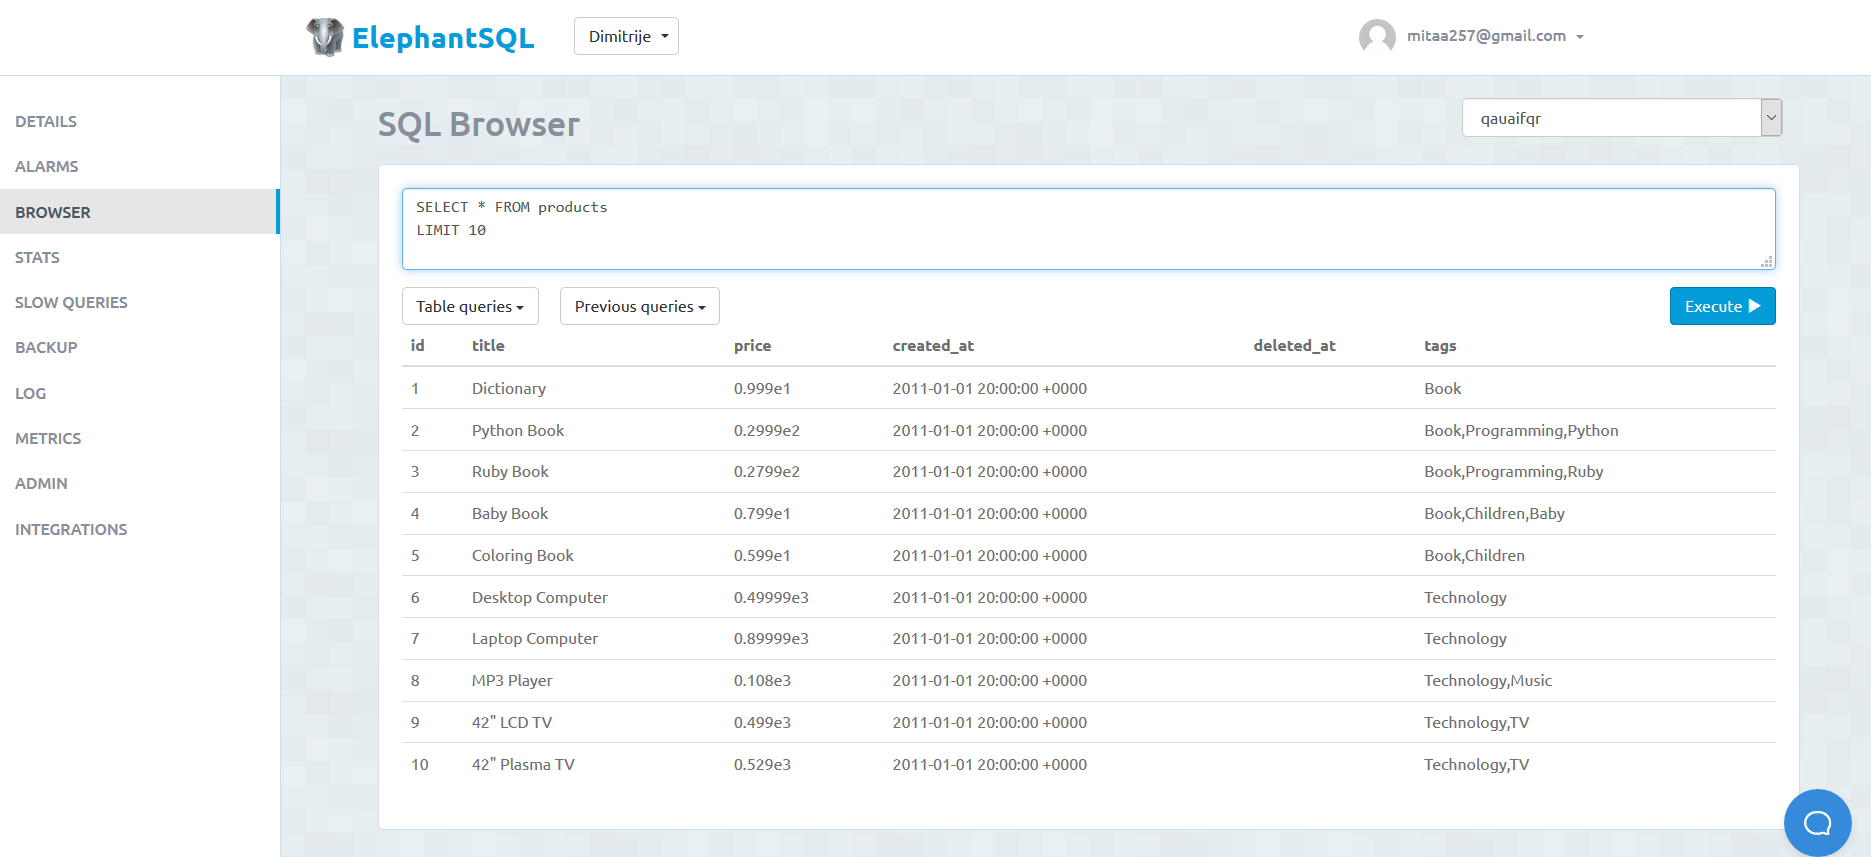 ElephantSQL
Dimitrije
mitaa257@gmail.com
DETAILS
ALARMS
BROWSER
STATS
SLOW QUERIES
BACKUP
LOG
METRICS
ADMIN
INTEGRATIONS
SQL Browser
qauaifqr
SELECT * FROM products
LIMIT 10
Table queries
Previous queries
Execute
id title price created_at deleted_at tags
1 Dictionary 0.999e1 2011-01-01 20:00:00 +0000 Book
2 Python Book 0.2999e2 2011-01-01 20:00:00 +0000 Book,Programming,Python
3 Ruby Book 0.2799e2 2011-01-01 20:00:00 +0000 Book,Programming,Ruby
4 Baby Book 0.799e1 2011-01-01 20:00:00 +0000 Book,Children,Baby
5 Coloring Book 0.599e1 2011-01-01 20:00:00 +0000 Book,Children
6 Desktop Computer 0.49999e3 2011-01-01 20:00:00 +0000 Technology
7 Laptop Computer 0.89999e3 2011-01-01 20:00:00 +0000 Technology
8 MP3 Player 0.108e3 2011-01-01 20:00:00 +0000 Technology,Music
9 42" LCD TV 0.499e3 2011-01-01 20:00:00 +0000 Technology,TV
10 42" Plasma TV 0.529e3 2011-01-01 20:00:00 +0000 Technology,TV